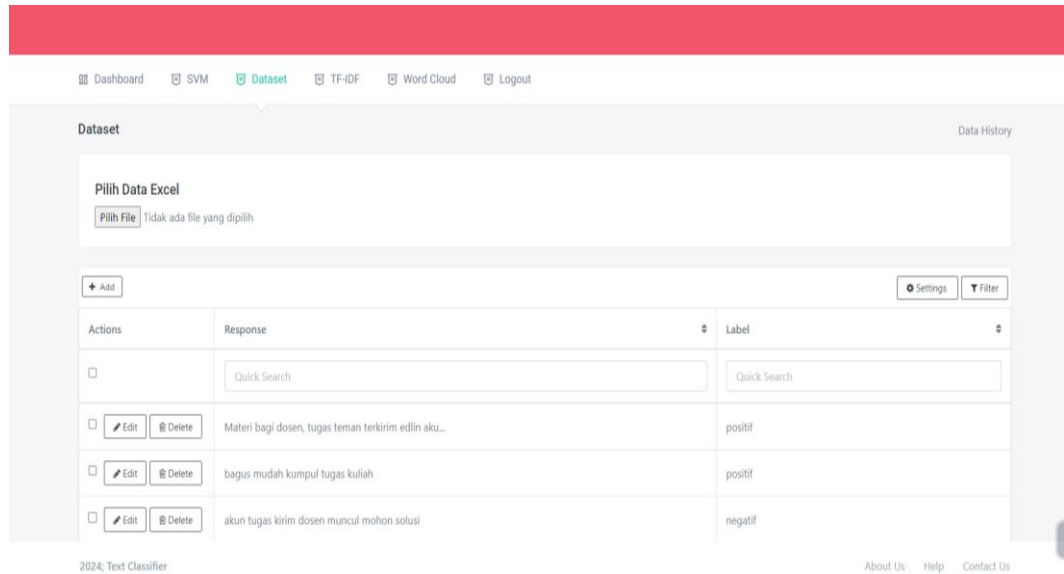 Dashboard SVM Dataset TF-IDF Word Cloud Logout
Dataset Data History
Pilih Data Excel
Pilih File Tidak ada file yang dipilih
+ Add Settings Filter
Actions Response Label
Quick Search Quick Search
Edit Delete Materi bagi dosen, tugas teman terkirim edlin aku... positif
Edit Delete bagus mudah kumpul tugas kuliah positif
Edit Delete akun tugas kirim dosen muncul mohon solusi negatif
2024; Text Classifier About Us Help Contact Us